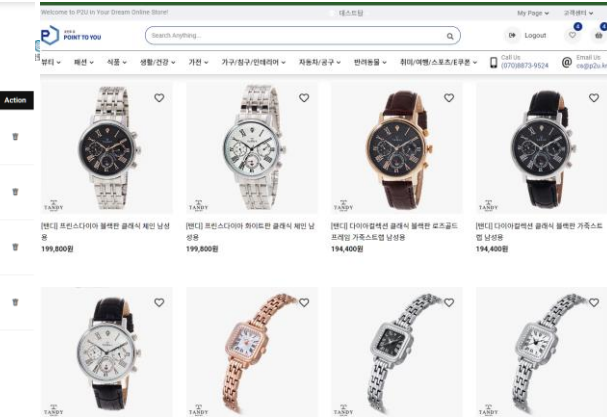 Welcome to P2U in Your Dream Online Store!
테스트팀
My Page
고객센터
P
POINT TO YOU
Search Anything...
Logout
4
4
뷰티
패션
식품
생활/건강
가전
가구/침구/인테리어
자동차/공구
반려동물
취미/여행/스포츠/E쿠폰
Call Us
(070)8873-9524
Email Us
cs@p2u.kr
Action
TANDY
TANDY
TANDY
TANDY
[탠디] 프린스다이아 블랙판 클래식 체인 남성
용
199,800원
[탠디] 프린스다이아 화이트판 클래식 체인 남
성용
199,800원
[탠디] 다이아컬렉션 클래식 블랙판 로즈골드
프레임 가죽스트랩 남성용
194,400원
[탠디] 다이아컬렉션 클래식 블랙판 가죽스트
랩 남성용
194,400원
TANDY
TANDY
TANDY
TANDY